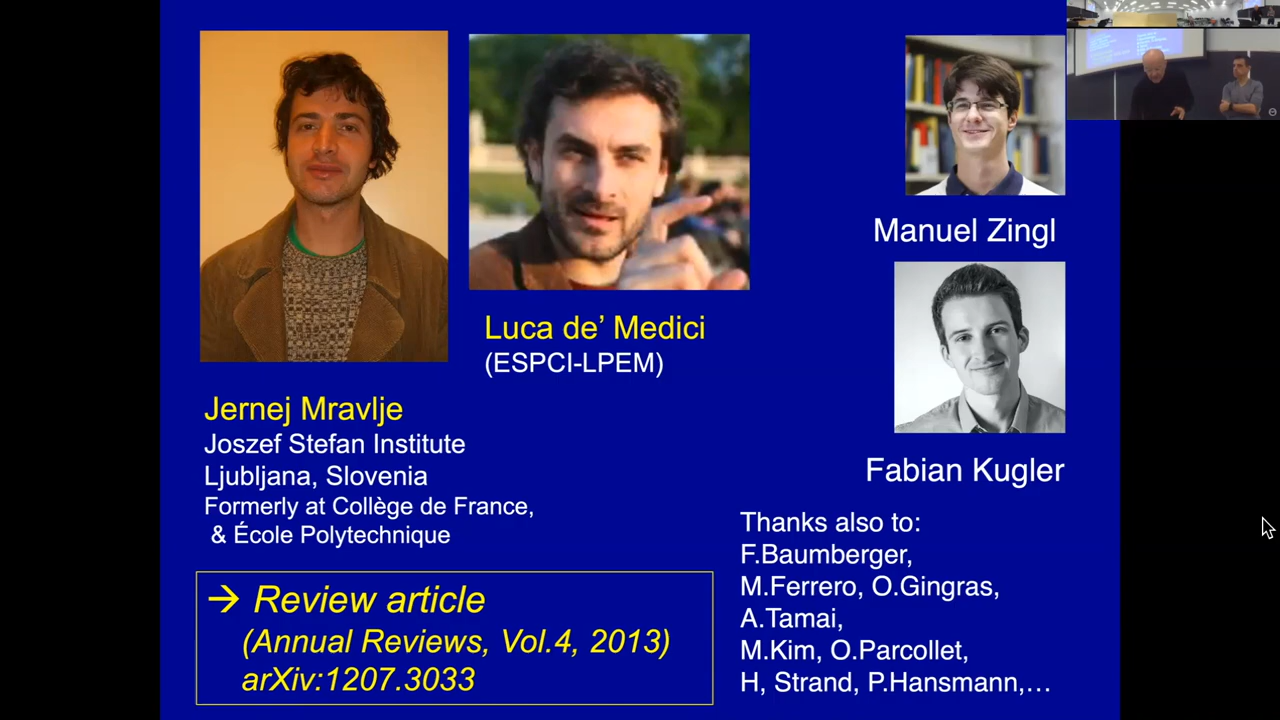 Luca de’ Medici
(ESPCI-LPEM)
Jernej Mravlje
Joszef Stefan Institute
Ljubljana, Slovenia
Formerly at Collège de France,
& École Polytechnique
→ Review article
(Annual Reviews, Vol.4, 2013)
arXiv:1207.3033
Manuel Zingl
Fabian Kugler
Thanks also to:
F.Baumberger,
M.Ferrero, O.Gingras,
A.Tamai,
M.Kim, O.Parcollet,
H, Strand, P.Hansmann,…